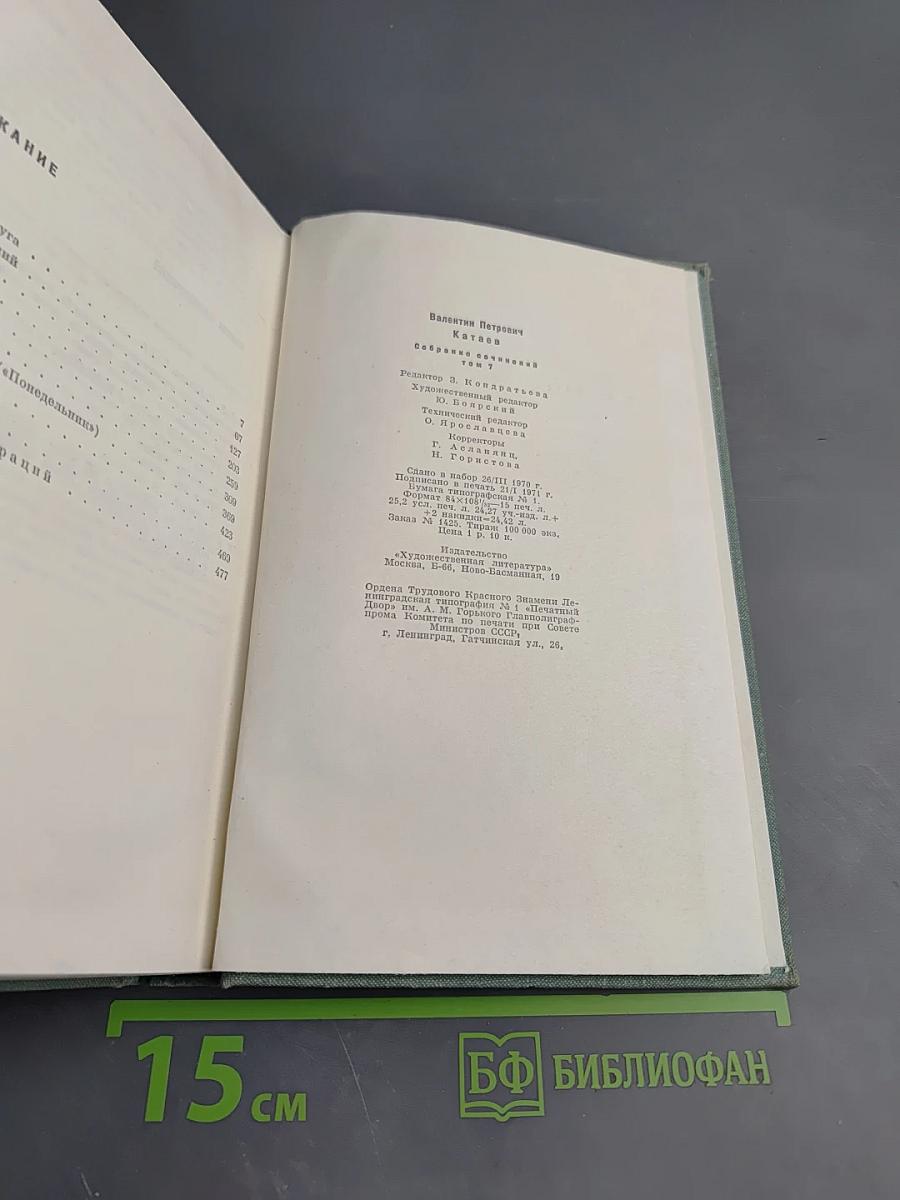 КАНИЕ
уга
ий
(«Понедельник»)
раций
7
67
127
203
259
309
369
423
469
477
Валентин Петрович
Катаев
Собрание сочинений
том 7
Редактор З. Кондратьева
Художественный редактор
Ю. Боярский
Технический редактор
О. Ярославцева
Корректоры
Г. Асланянц,
Н. Гористова
Сдано в набор 26/III 1970 г.
Подписано в печать 21/I 1971 г.
Бумага типографская № 1.
Формат 84×108¹/₃₂—15 печ. л.
25,2 усл. печ. л. 24,27 уч.-изд. л.+
+2 накидки=24,42 л.
Заказ № 1425. Тираж 100 000 экз.
Цена 1 р. 10 к.
Издательство
«Художественная литература»
Москва, Б-66, Ново-Басманная, 19
Ордена Трудового Красного Знамени Ле-
нинградская типография № 1 «Печатный
Двор» им. А. М. Горького Главполиграф-
прома Комитета по печати при Совете
Министров СССР,
г. Ленинград, Гатчинская ул., 26.
15 см
БФ БИБЛИОФАН